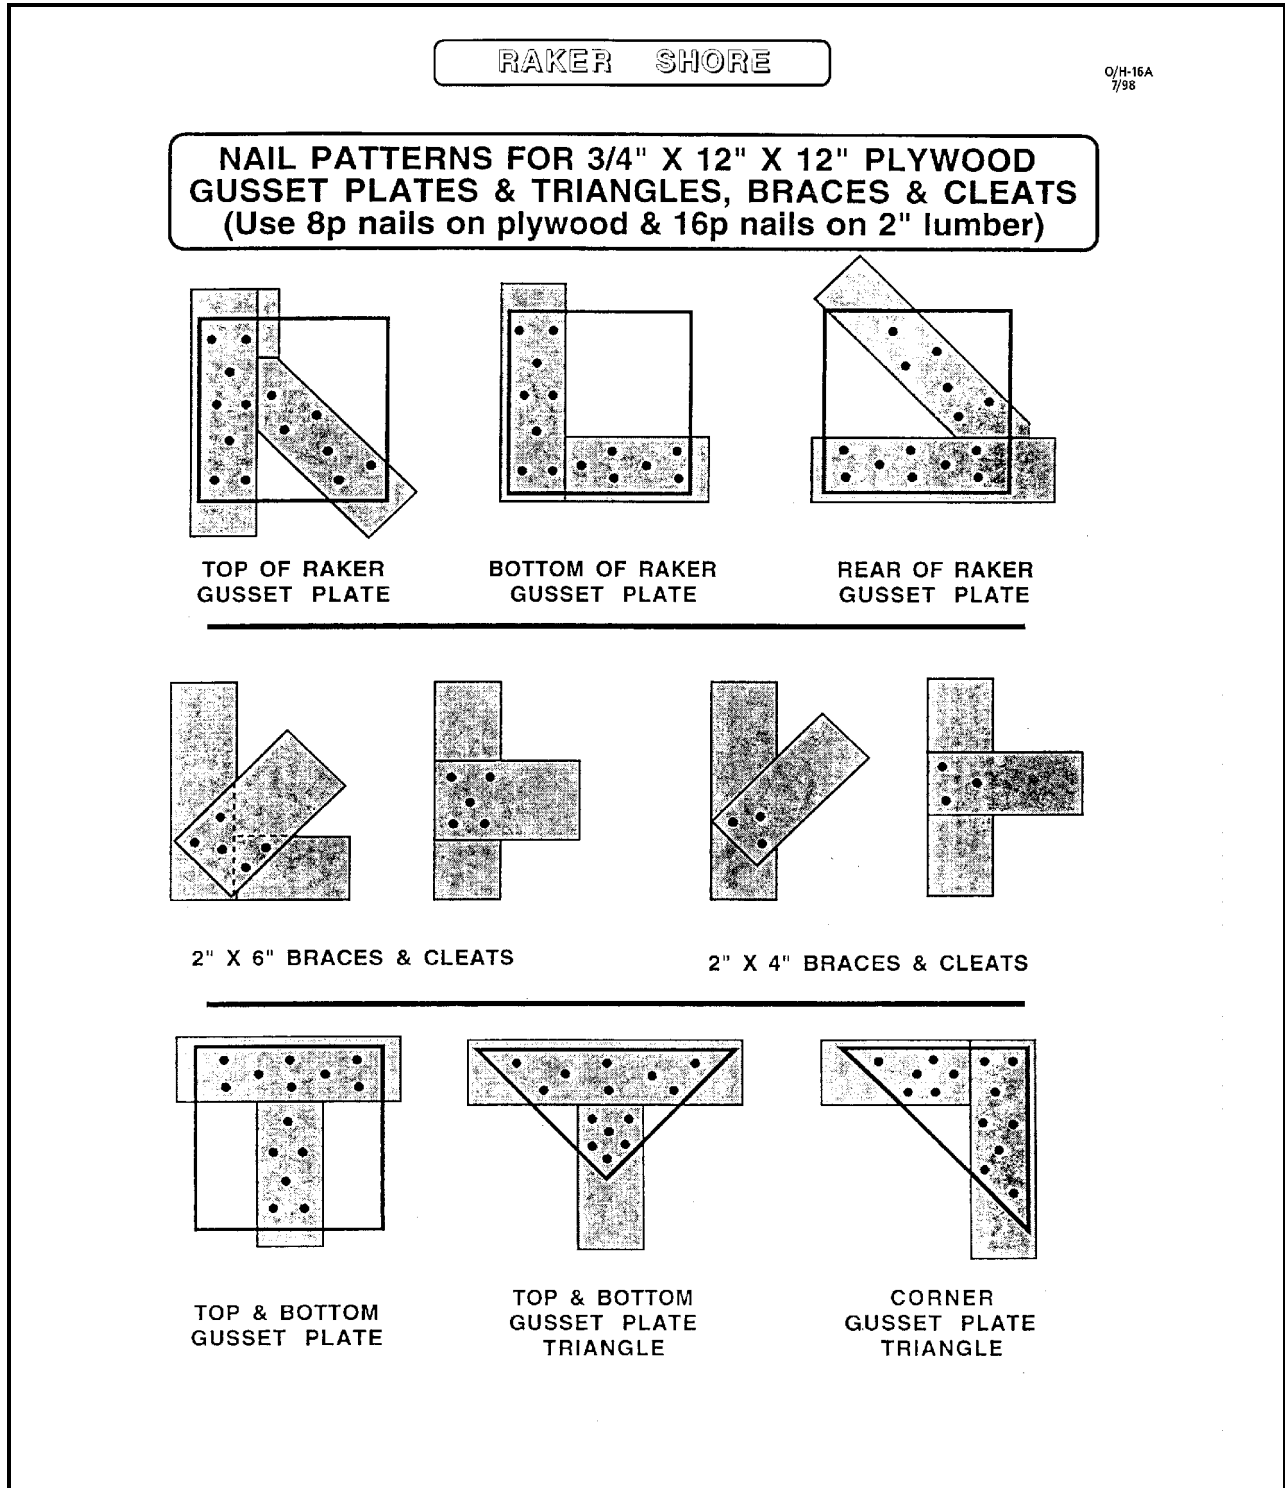 RAKER SHORE
O/H-16A
7/98
NAIL PATTERNS FOR 3/4" X 12" X 12" PLYWOOD
GUSSET PLATES & TRIANGLES, BRACES & CLEATS
(Use 8p nails on plywood & 16p nails on 2" lumber)
TOP OF RAKER
GUSSET PLATE
BOTTOM OF RAKER
GUSSET PLATE
REAR OF RAKER
GUSSET PLATE
2" X 6" BRACES & CLEATS
2" X 4" BRACES & CLEATS
TOP & BOTTOM
GUSSET PLATE
TOP & BOTTOM
GUSSET PLATE
TRIANGLE
CORNER
GUSSET PLATE
TRIANGLE